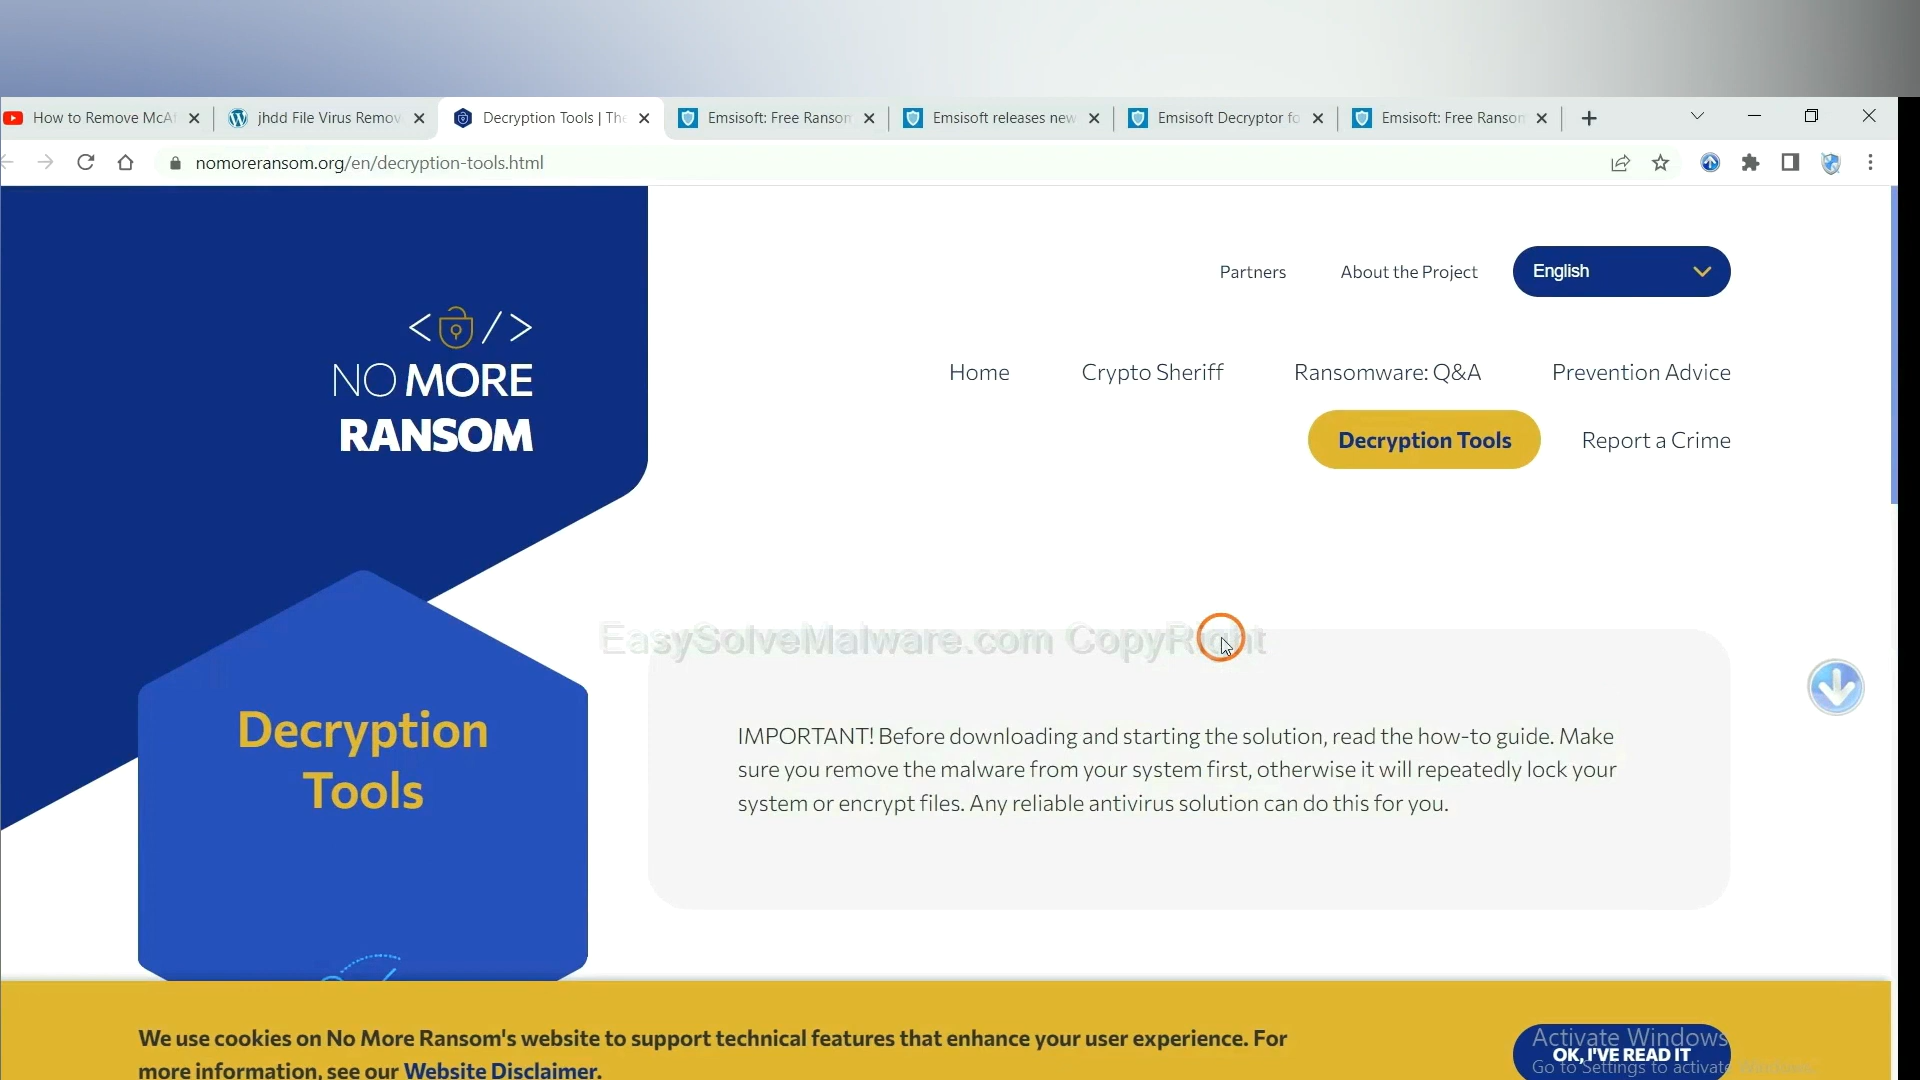 How to Remove McAf
jhdd File Virus Remov
Decryption Tools | The
Emsisoft: Free Ransom
Emsisoft releases new
Emsisoft Decryptor fo
Emsisoft: Free Ransom
nomoreransom.org/en/decryption-tools.html
Partners
About the Project
English
NO MORE
RANSOM
Home
Crypto Sheriff
Ransomware: Q&A
Prevention Advice
Decryption Tools
Report a Crime
EasySolveMalware.com CopyRight
Decryption
Tools
IMPORTANT! Before downloading and starting the solution, read the how-to guide. Make
sure you remove the malware from your system first, otherwise it will repeatedly lock your
system or encrypt files. Any reliable antivirus solution can do this for you.
We use cookies on No More Ransom's website to support technical features that enhance your user experience. For
more information, see our Website Disclaimer.
Activate Windows
OK, I'VE READ IT
Go to Settings to activate Windows.